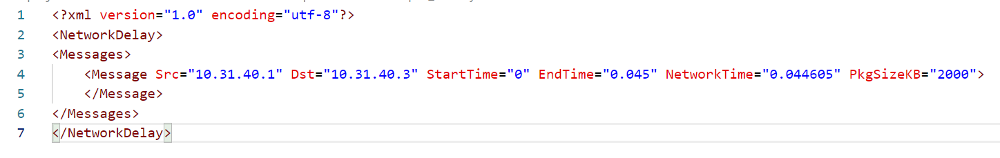 1 <?xml version="1.0" encoding="utf-8"?>
2 <NetworkDelay>
3 <Messages>
4 <Message Src="10.31.40.1" Dst="10.31.40.3" StartTime="0" EndTime="0.045" NetworkTime="0.044605" PkgSizeKB="2000">
5 </Message>
6 </Messages>
7 </NetworkDelay>